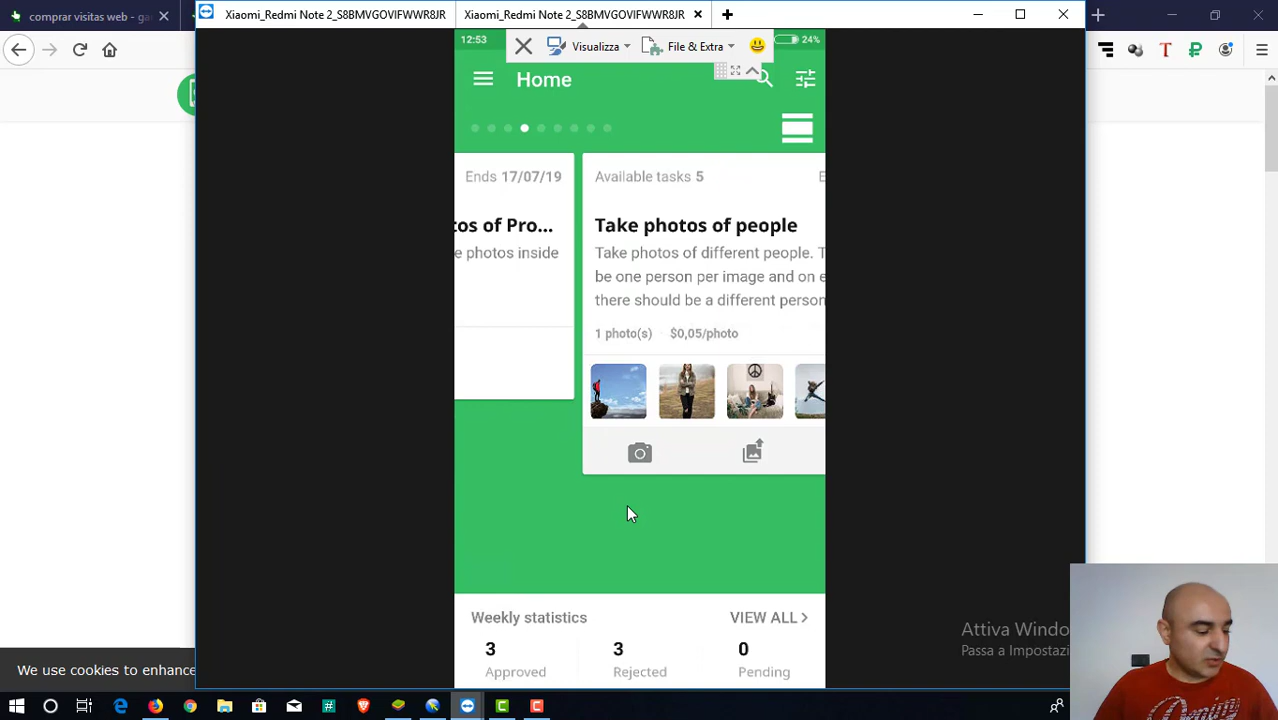 comprar visitas web - ga
Xiaomi_Redmi Note 2_S8BMVGOVIFWWR8JR
Xiaomi_Redmi Note 2_S8BMVGOVIFWWR8JR
12:53
Visualizza
File & Extra
24%
Home
Ends 17/07/19
tos of Pro...
e photos inside
Available tasks 5
E
Take photos of people
Take photos of different people. T
be one person per image and on e
there should be a different person
1 photo(s)
$0,05/photo
Weekly statistics
VIEW ALL >
3
3
0
Approved
Rejected
Pending
Attiva Windo
Passa a Impostazi
We use cookies to enhance